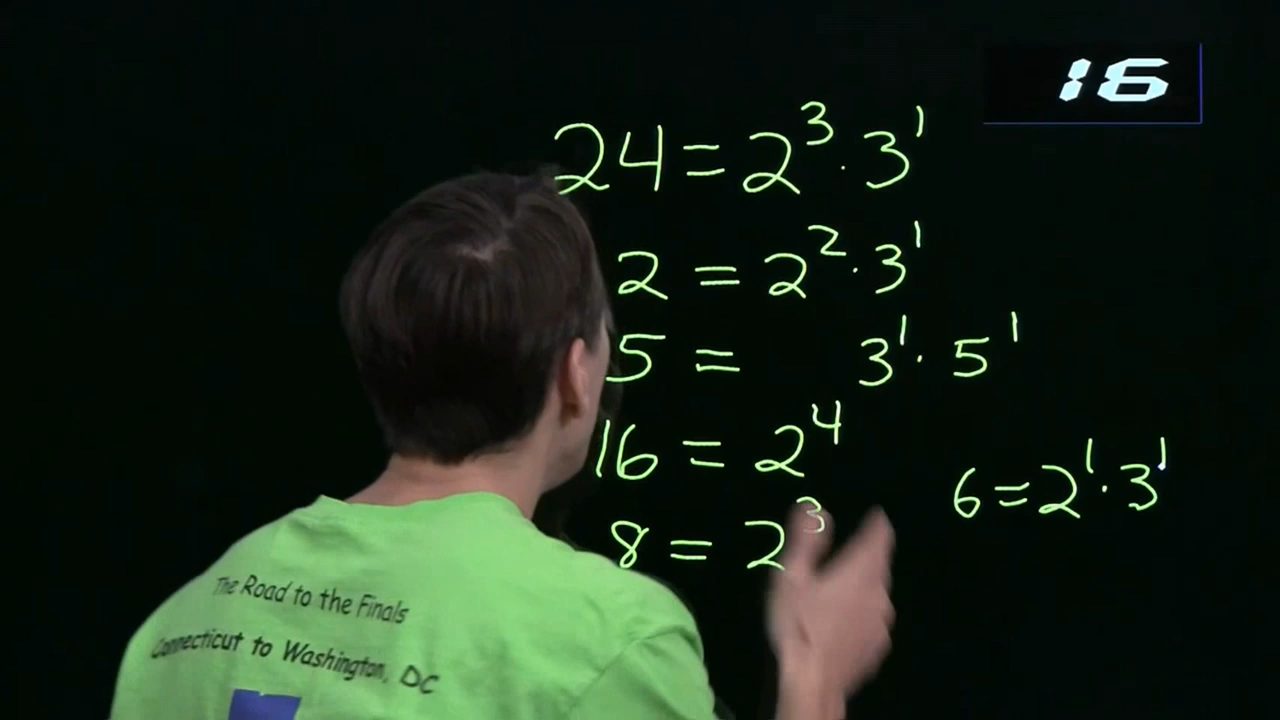 16
24 = 2³ · 3¹
2 = 2² · 3¹
5 = 3¹ · 5¹
16 = 2⁴
6 = 2¹ · 3¹
8 = 2³
The Road to the Finals
Connecticut to Washington, DC